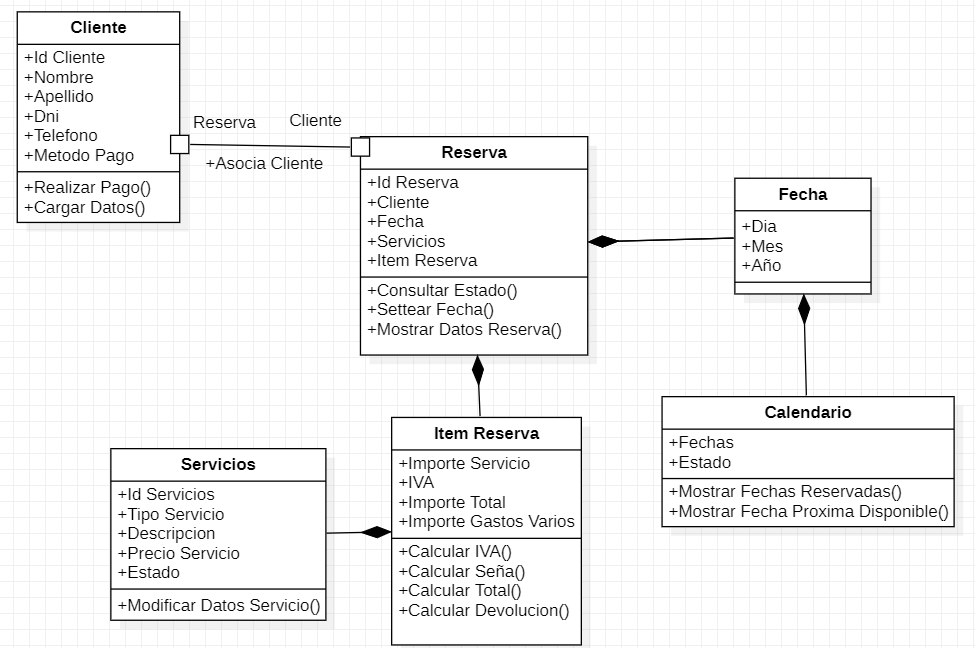 Cliente
+Id Cliente
+Nombre
+Apellido
+Dni
+Telefono
+Metodo Pago
+Realizar Pago()
+Cargar Datos()
Reserva
Cliente
+Asocia Cliente
Reserva
+Id Reserva
+Cliente
+Fecha
+Servicios
+Item Reserva
+Consultar Estado()
+Settear Fecha()
+Mostrar Datos Reserva()
Fecha
+Dia
+Mes
+Año
Calendario
+Fechas
+Estado
+Mostrar Fechas Reservadas()
+Mostrar Fecha Proxima Disponible()
Item Reserva
+Importe Servicio
+IVA
+Importe Total
+Importe Gastos Varios
+Calcular IVA()
+Calcular Seña()
+Calcular Total()
+Calcular Devolucion()
Servicios
+Id Servicios
+Tipo Servicio
+Descripcion
+Precio Servicio
+Estado
+Modificar Datos Servicio()